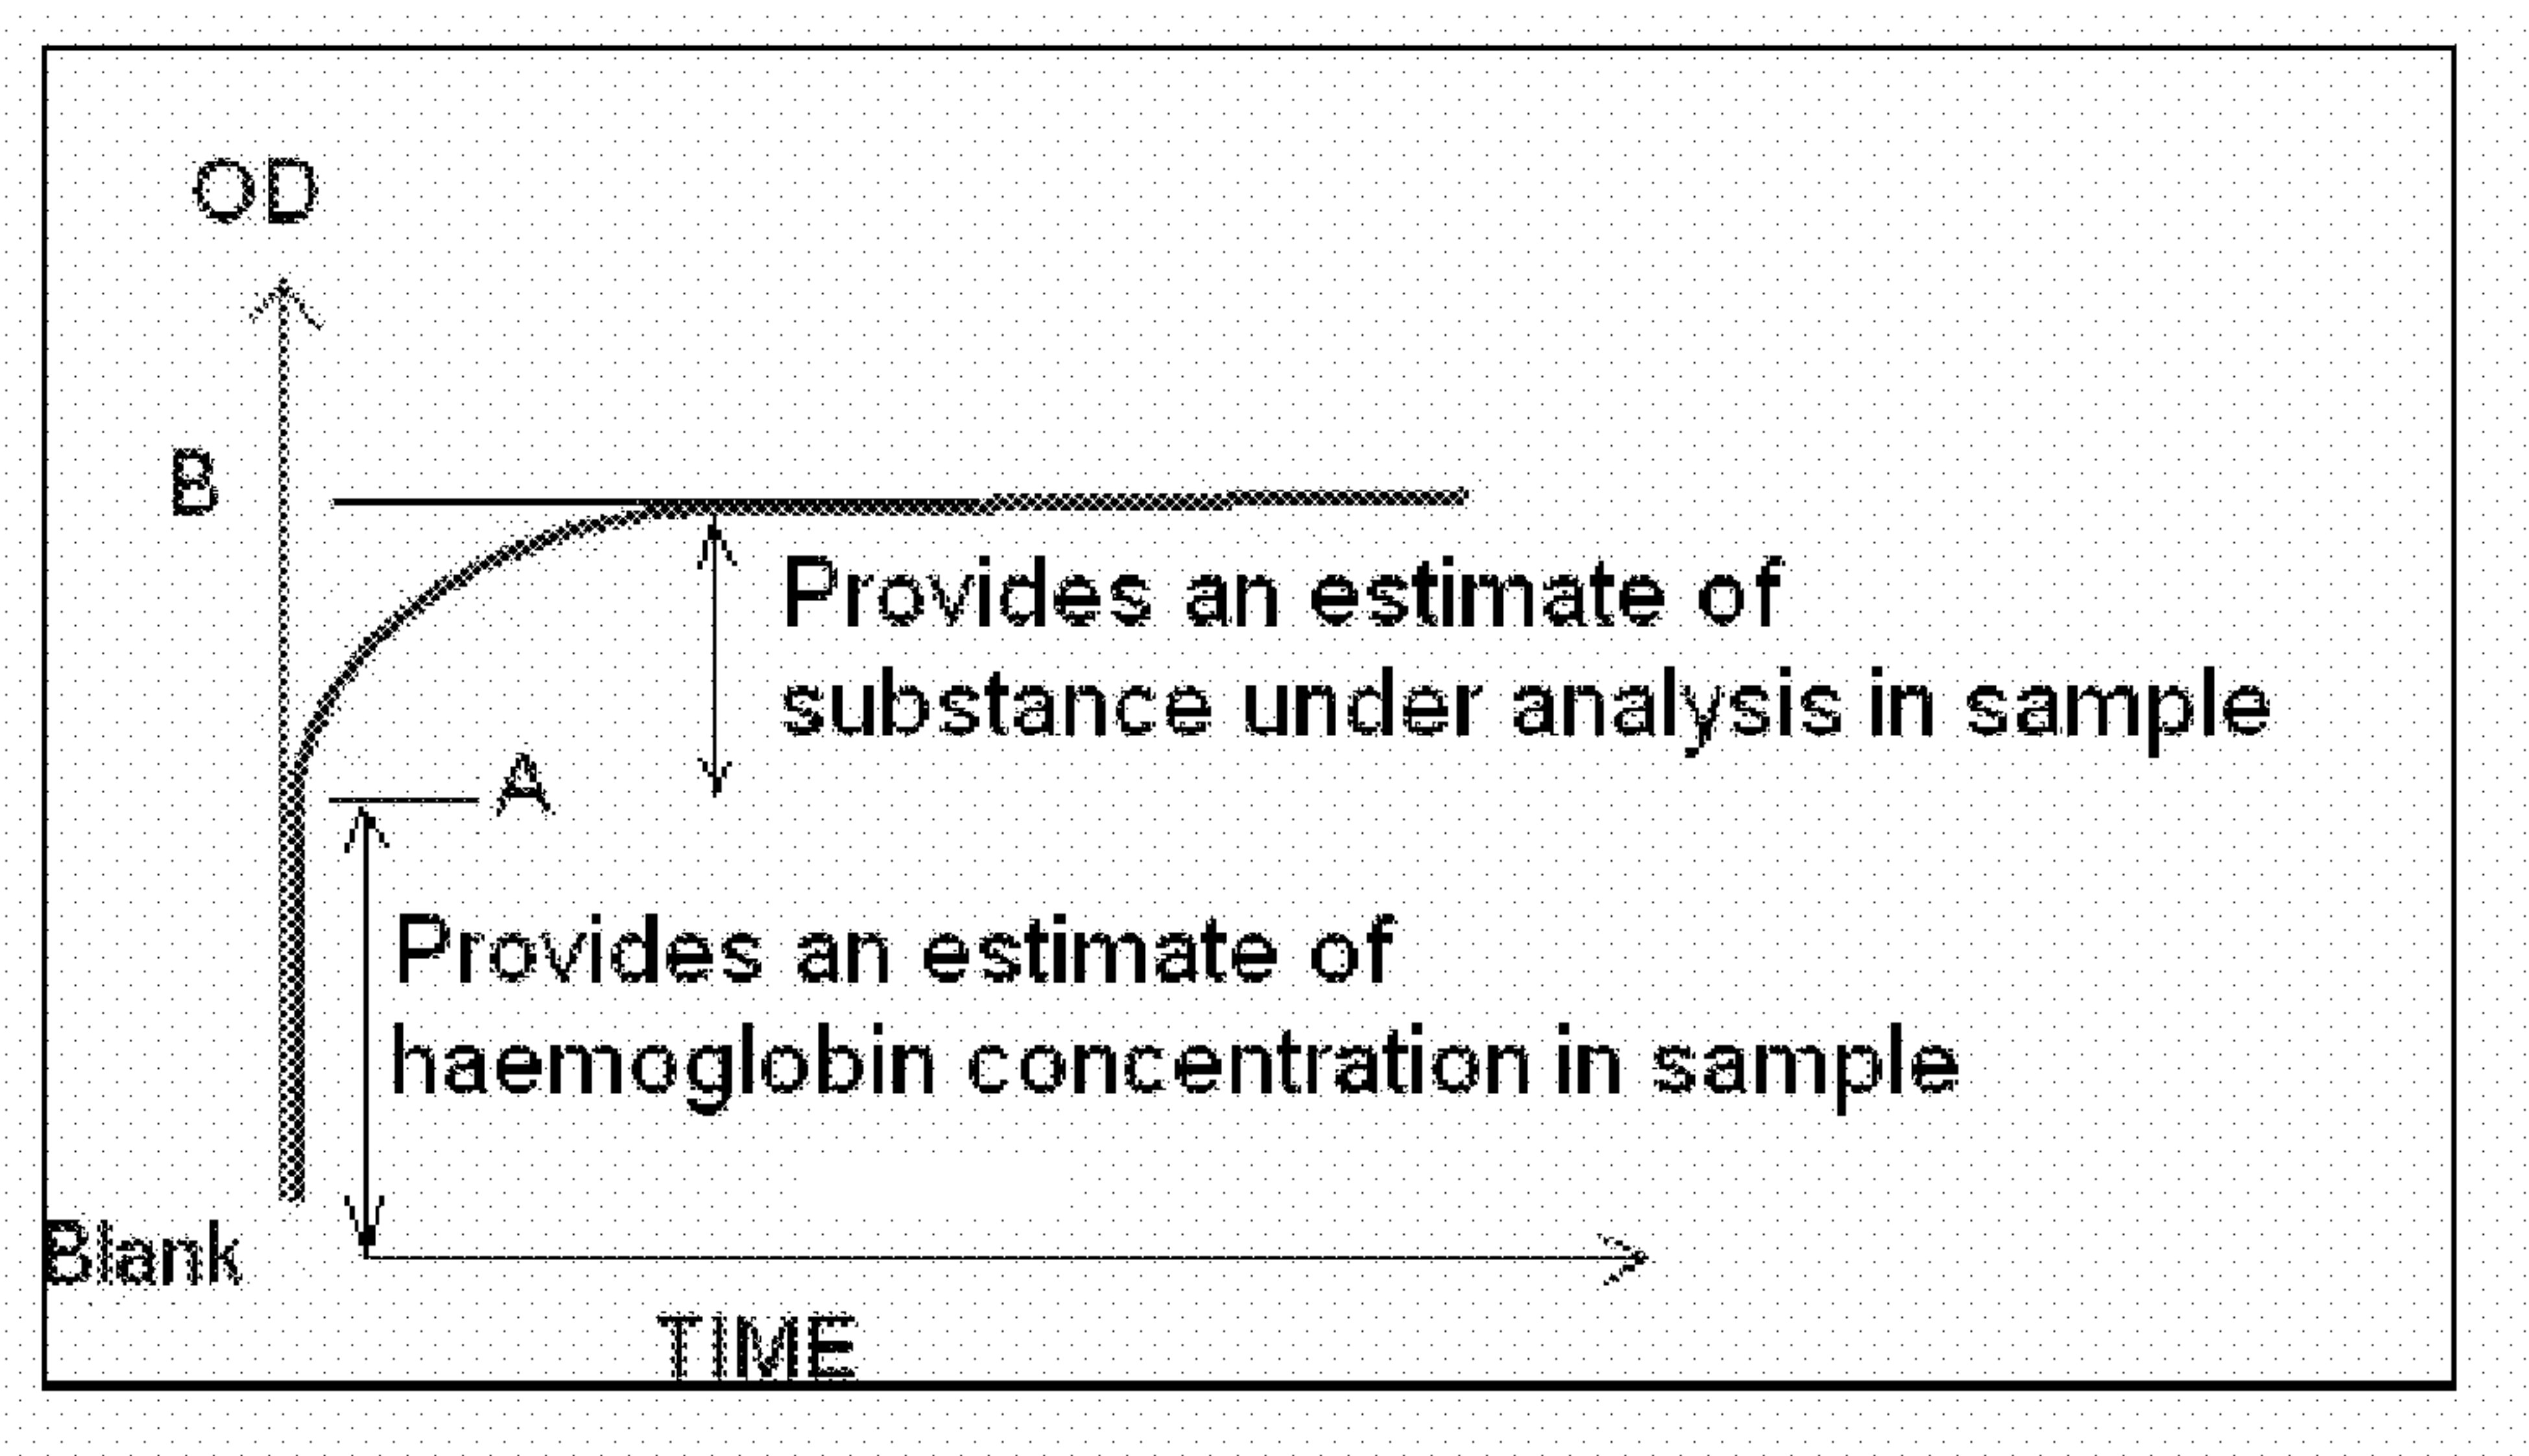 OD
B
Provides an estimate of
substance under analysis in sample
A
Provides an estimate of
haemoglobin concentration in sample
Blank
TIME